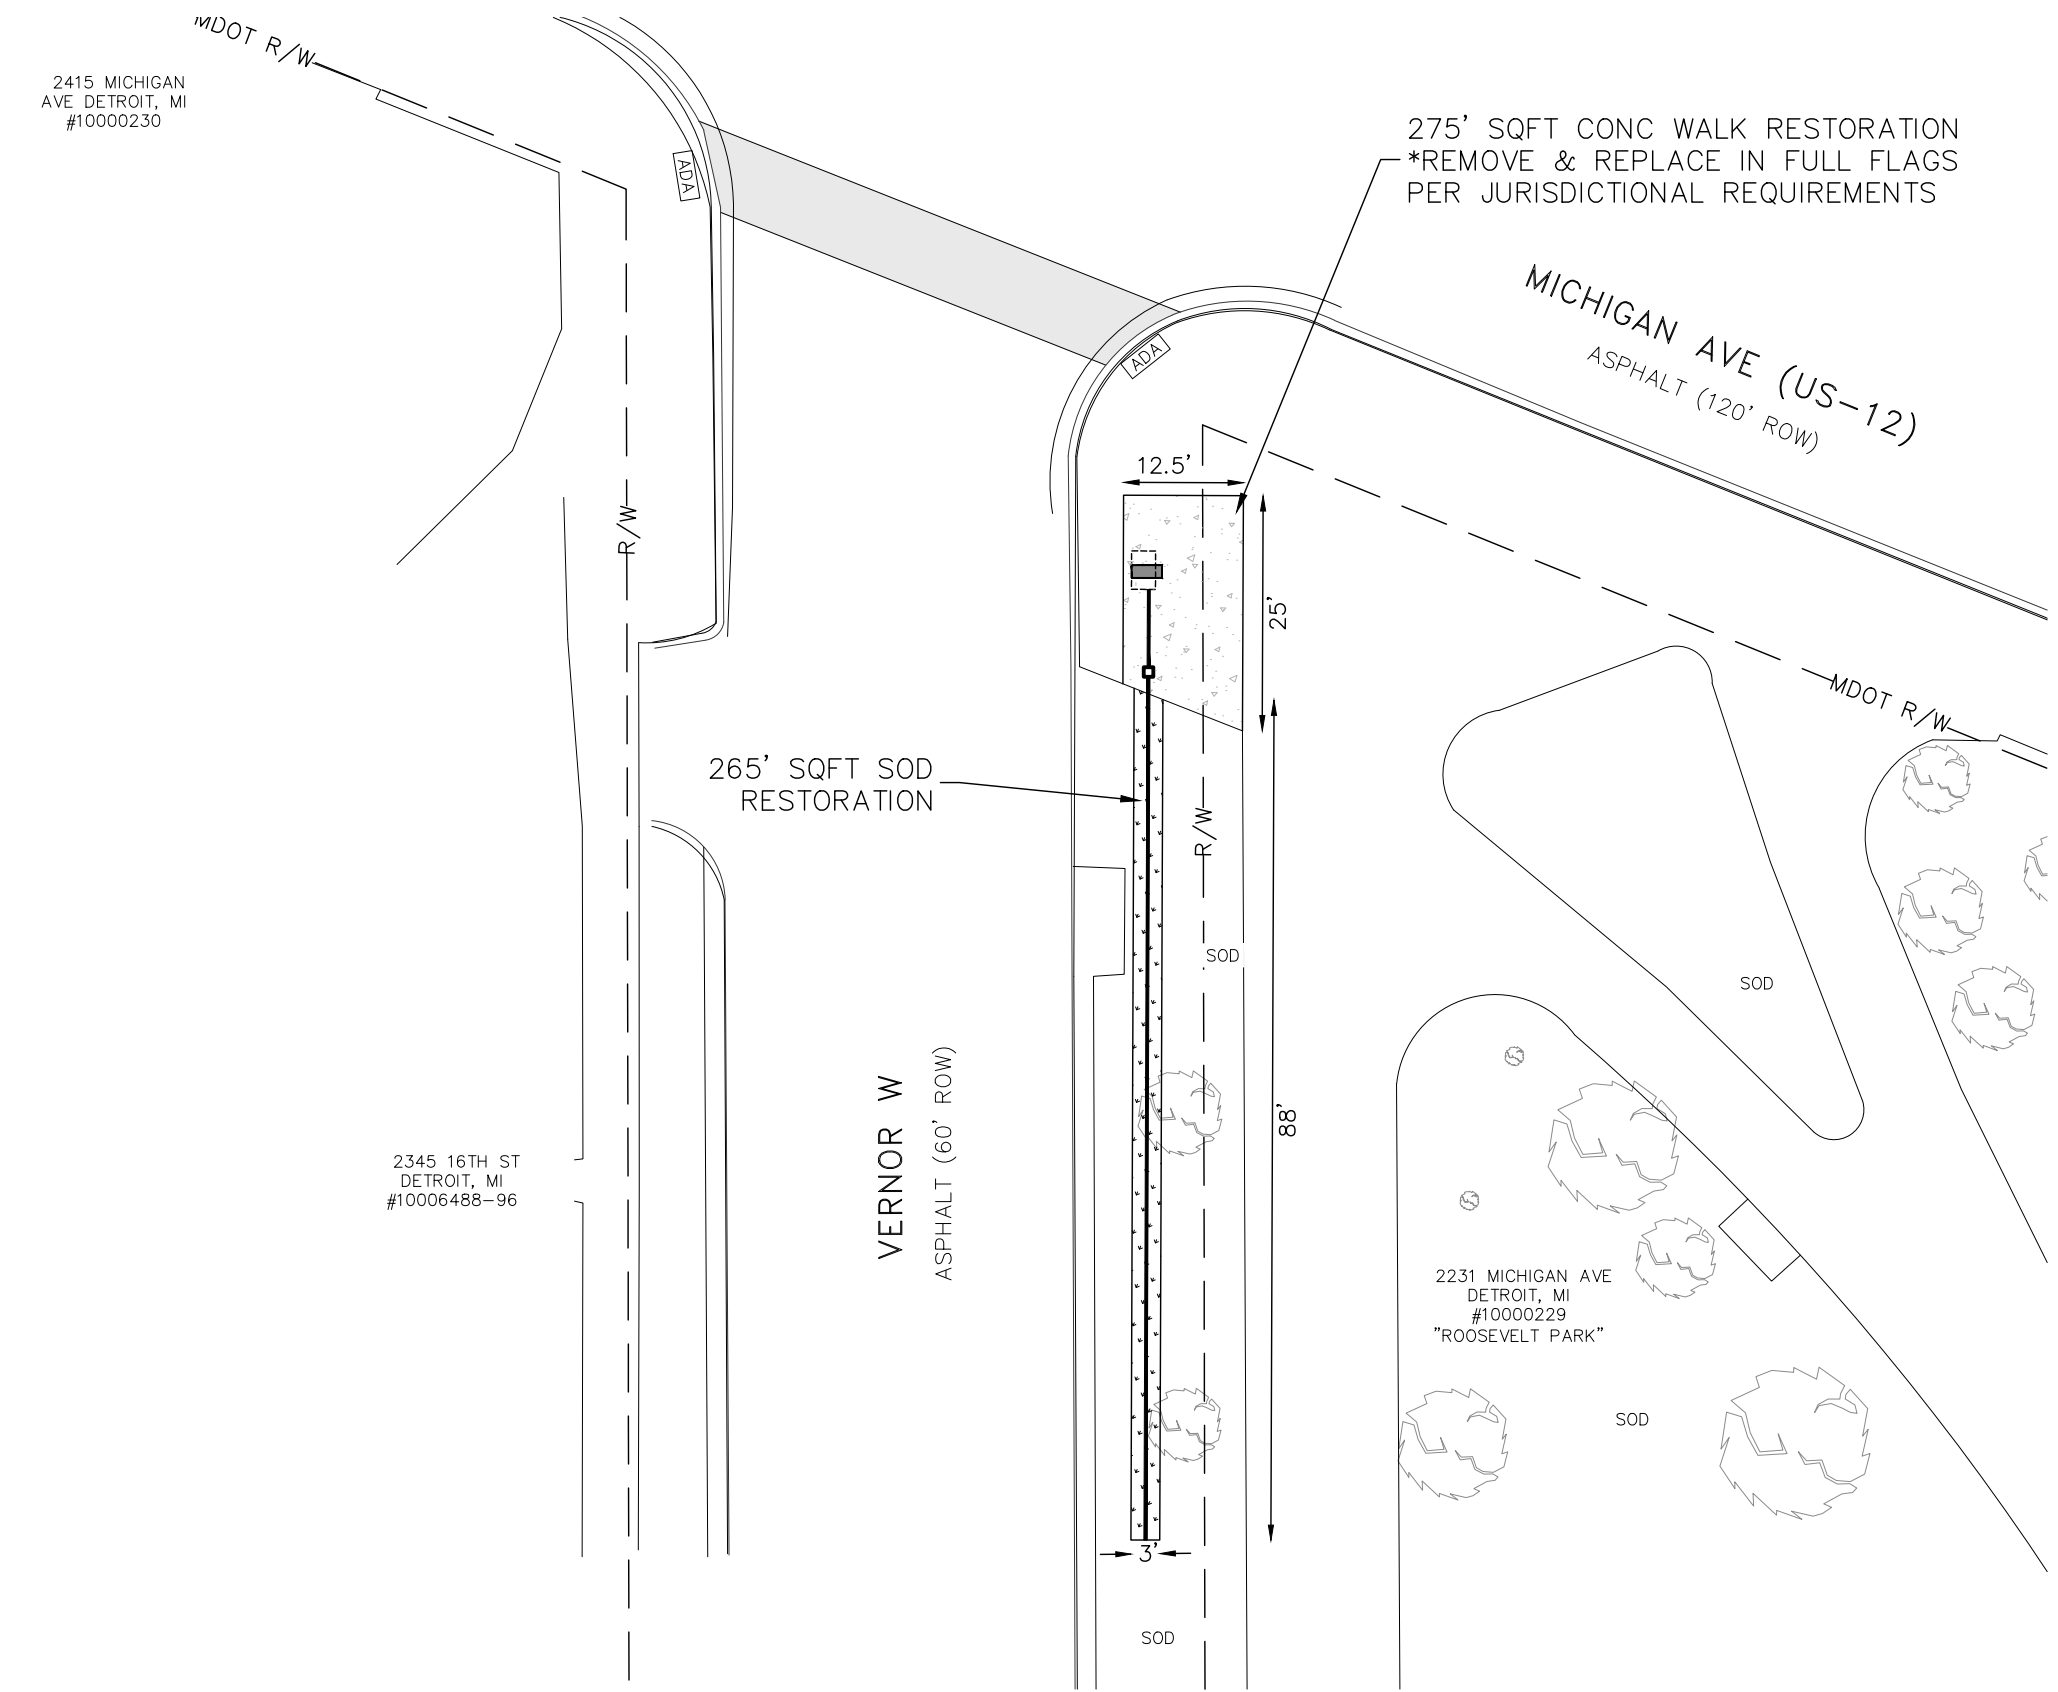 MDOT R/W
2415 MICHIGAN
AVE DETROIT, MI
#10000230
ADA
275' SQFT CONC WALK RESTORATION
*REMOVE & REPLACE IN FULL FLAGS
PER JURISDICTIONAL REQUIREMENTS
MICHIGAN AVE (US-12)
ASPHALT (120' ROW)
ADA
12.5'
R/W
25'
MDOT R/W
265' SQFT SOD
RESTORATION
R/W
SOD
SOD
88'
VERNOR W
ASPHALT (60' ROW)
2345 16TH ST
DETROIT, MI
#10006488-96
2231 MICHIGAN AVE
DETROIT, MI
#10000229
"ROOSEVELT PARK"
SOD
3'
SOD